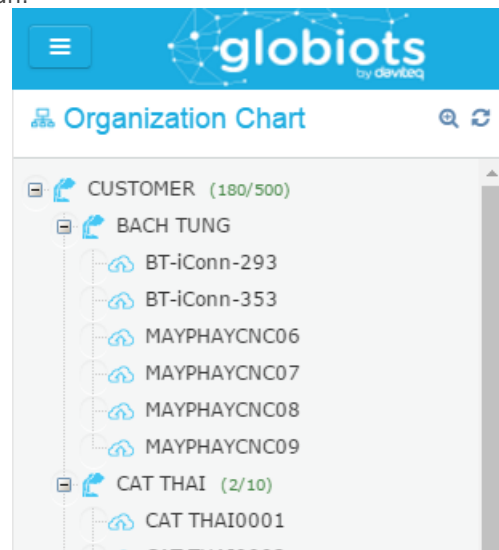 globiots
by daviteq
Organization Chart
CUSTOMER (180/500)
BACH TUNG
BT-iConn-293
BT-iConn-353
MAYPHAYCNC06
MAYPHAYCNC07
MAYPHAYCNC08
MAYPHAYCNC09
CAT THAI (2/10)
CAT THAI0001